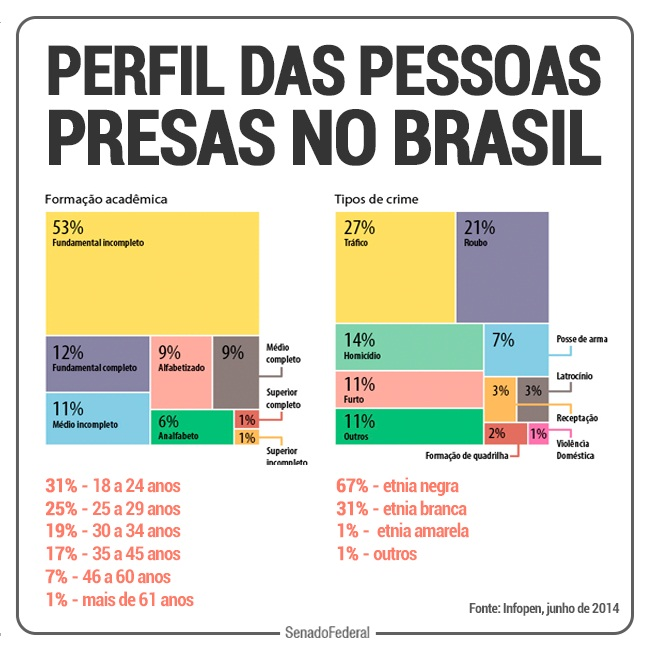 PERFIL DAS PESSOAS
PRESAS NO BRASIL
Formação acadêmica
53%
Fundamental incompleto
12%
Fundamental completo
9%
Alfabetizado
9%
Médio
completo
11%
Médio incompleto
6%
Analfabeto
1%
Superior
completo
1%
Superior
incompleto
Tipos de crime
27%
Tráfico
21%
Roubo
14%
Homicídio
7%
Posse de arma
11%
Furto
3%
3%
Latrocínio
Receptação
11%
Outros
2%
Formação de quadrilha
1%
Violência
Doméstica
31% - 18 a 24 anos
25% - 25 a 29 anos
19% - 30 a 34 anos
17% - 35 a 45 anos
7% - 46 a 60 anos
1% - mais de 61 anos
67% - etnia negra
31% - etnia branca
1% - etnia amarela
1% - outros
Fonte: Infopen, junho de 2014
SenadoFederal